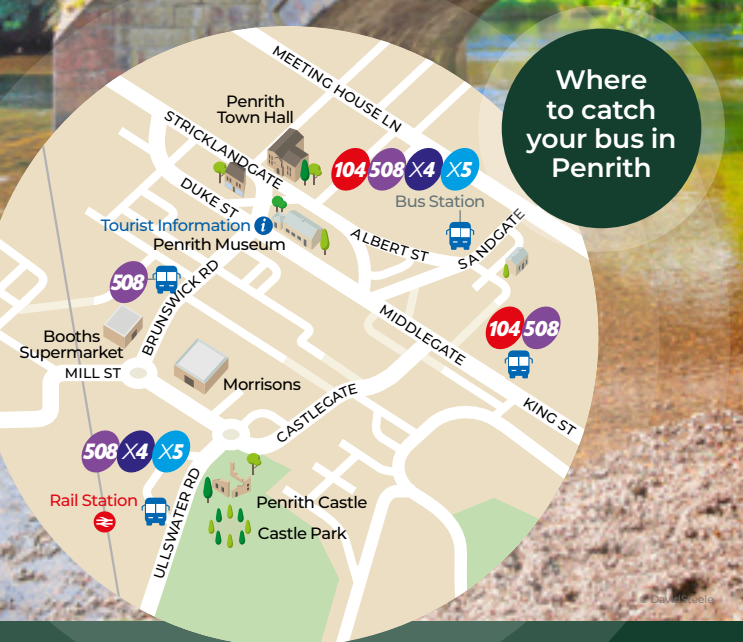 Where
to catch
your bus in
Penrith
MEETING HOUSE LN
Penrith
Town Hall
STRICKLANDGATE
104 508 X4 X5
Bus Station
DUKE ST
Tourist Information i
Penrith Museum
ALBERT ST
SANDGATE
508
BRUNSWICK RD
MIDDLEGATE
104 508
Booths
Supermarket
MILL ST
Morrisons
CASTLEGATE
KING ST
508 X4 X5
Rail Station
ULLSWATER RD
Penrith Castle
Castle Park
© David Steele